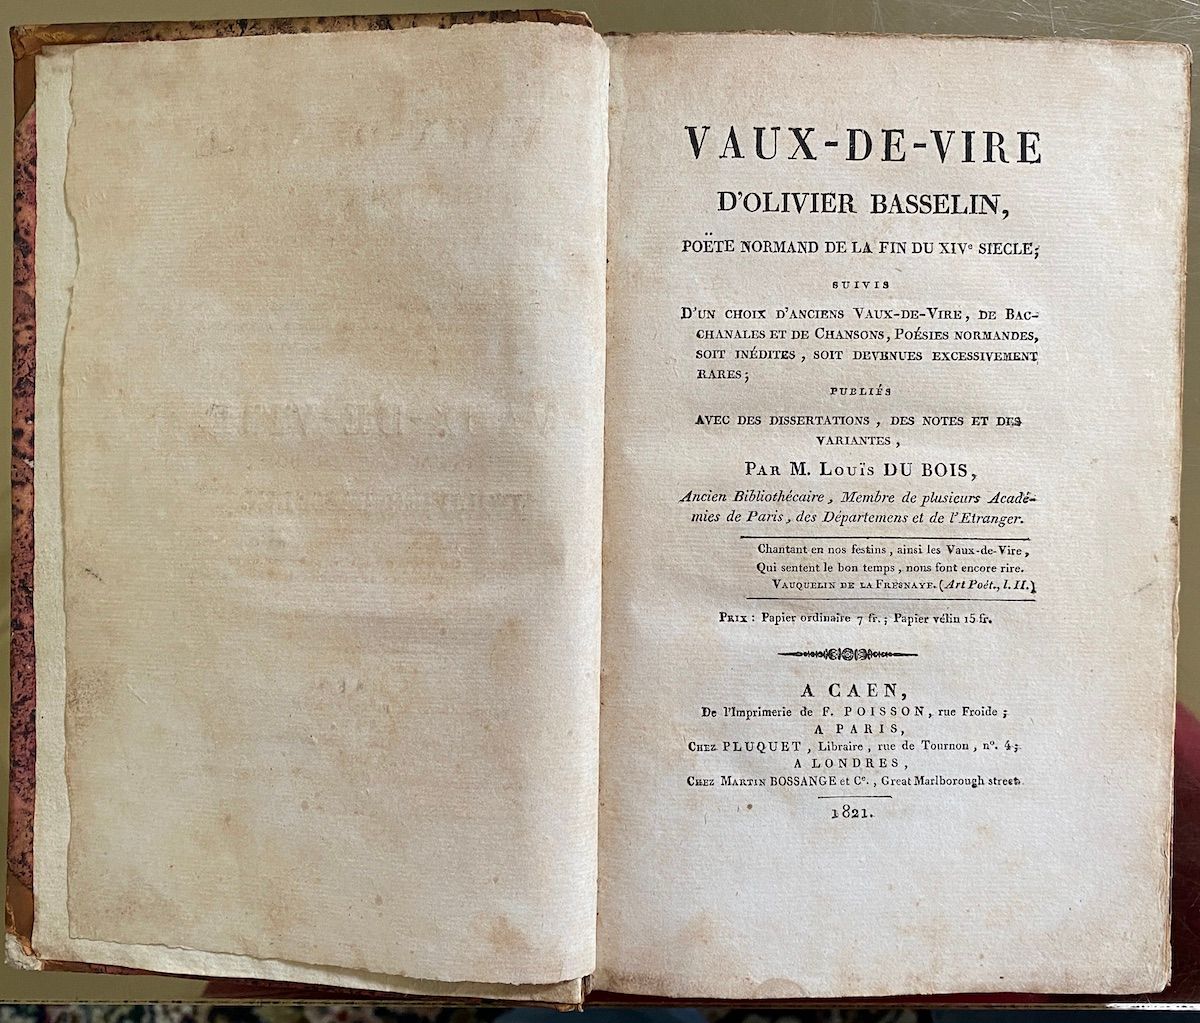 VAUX-DE-VIRE
D'OLIVIER BASSELIN,
POËTE NORMAND DE LA FIN DU XIVe SIECLE;
SUIVIS
D'UN CHOIX D'ANCIENS VAUX-DE-VIRE, DE BAC-
CHANALES ET DE CHANSONS, POÉSIES NORMANDES,
SOIT INÉDITES, SOIT DEVENUES EXCESSIVEMENT
RARES;
PUBLIÉS
AVEC DES DISSERTATIONS, DES NOTES ET DES
VARIANTES,
PAR M. LOUÏS DU BOIS,
Ancien Bibliothécaire, Membre de plusieurs Acadé-
mies de Paris, des Départemens et de l'Etranger.
Chantant en nos festins, ainsi les Vaux-de-Vire,
Qui sentent le bon temps, nous font encore rire.
VAUQUELIN DE LA FRESNAYE. (Art Poét., l. II.)
PRIX: Papier ordinaire 7 fr.; Papier vélin 15 fr.
A CAEN,
De l'Imprimerie de F. POISSON, rue Froide;
A PARIS,
CHEZ PLUQUET, Libraire, rue de Tournon, n°. 4;
A LONDRES,
CHEZ MARTIN BOSSANGE et Ce., Great Marlborough street.
1821.